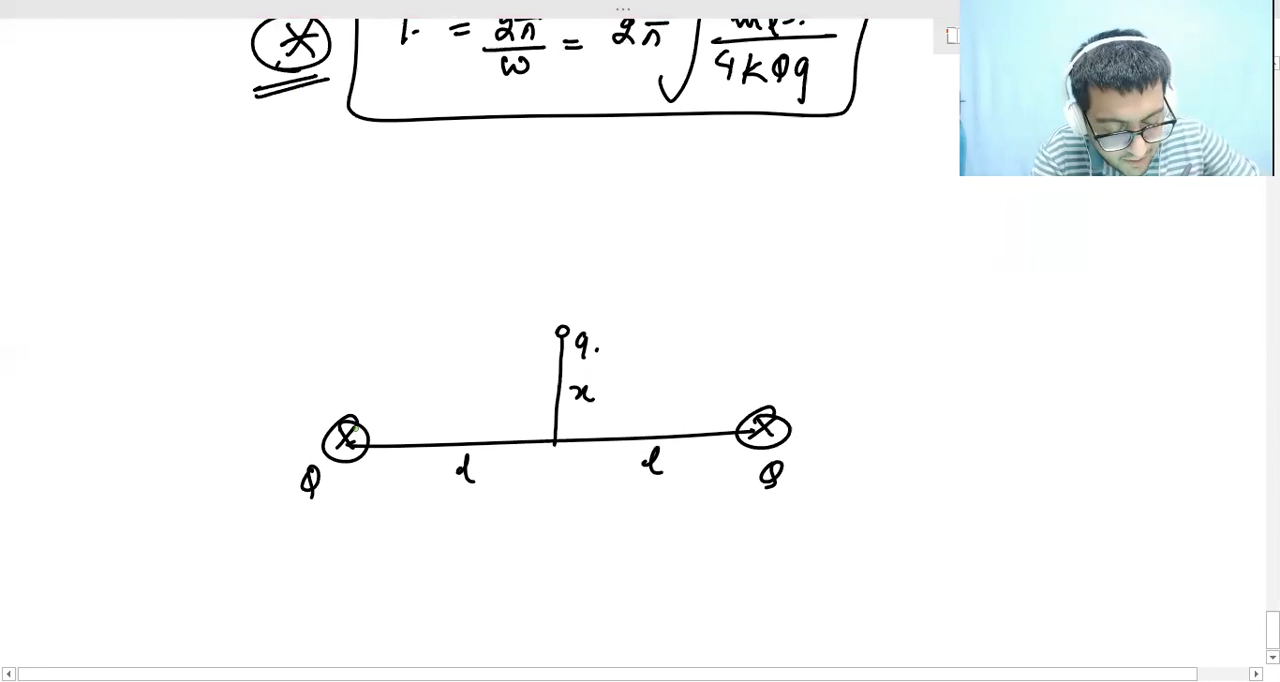 = 2π/ω = 2π √ /4kQq
q.
x
l l
Q Q